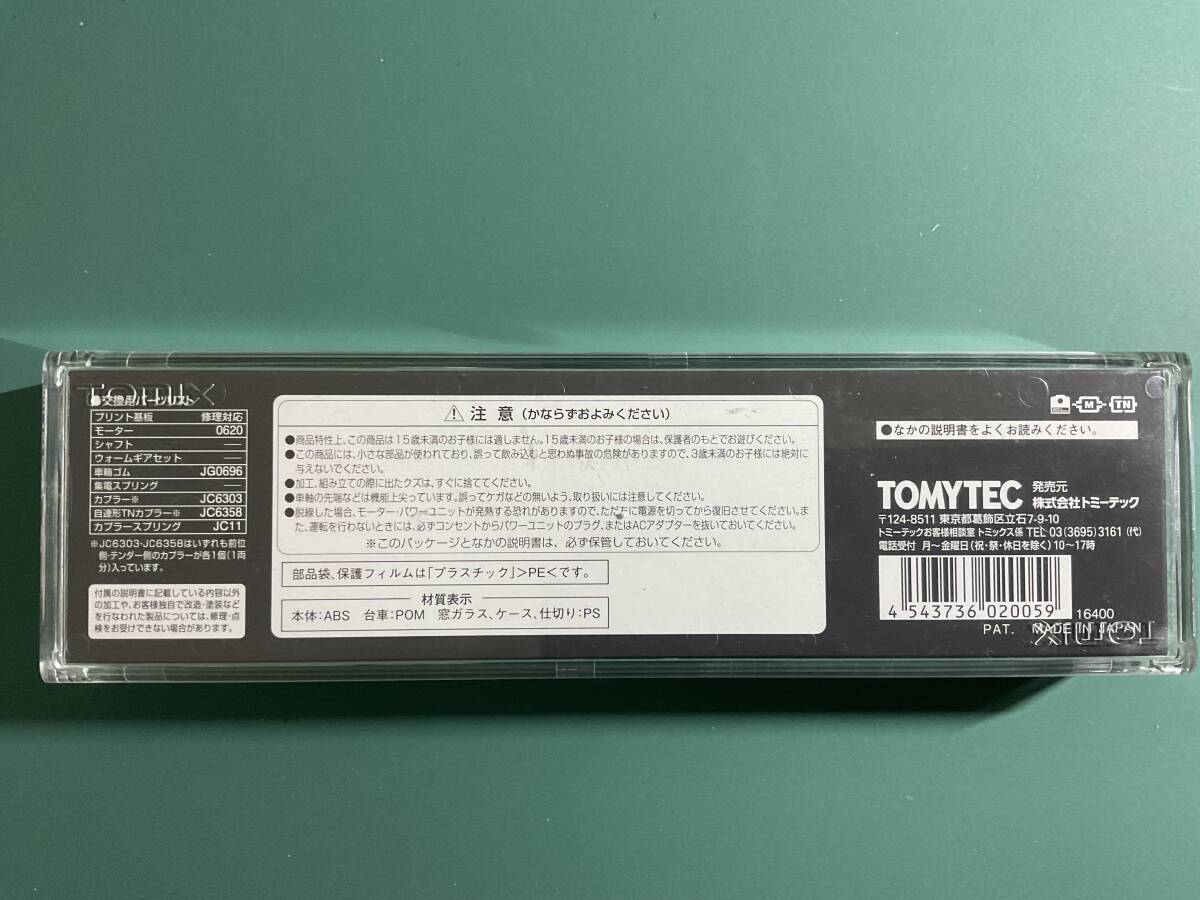 TOMIX
●交換用パーツリスト
プリント基板 修理対応
モーター 0620
シャフト ──
ウォームギアセット ──
車輪ゴム JG0696
集電スプリング ──
カプラー※ JC6303
自連形TNカプラー※ JC6358
カプラースプリング JC11
※JC6303・JC6358はいずれも前位
側・テンダー側のカプラーが各1個(1両
分)入っています。
付属の説明書に記載している内容以外
の加工や、お客様独自で改造・塗装など
を行なわれた製品については、修理・点
検をお受けできない場合があります。
⚠ 注 意 (かならずおよみください)
●商品特性上、この商品は15歳未満のお子様には適しません。15歳未満のお子様の場合は、保護者のもとでお遊びください。
●この商品には、小さな部品が使われており、誤って飲み込むと思わぬ事故の危険がありますので、3歳未満のお子様には絶対に
与えないでください。
●加工、組み立ての際に出たクズは、すぐに捨ててください。
●車軸の先端などは機能上尖っています。誤ってケガなどの無いよう、取り扱いには注意してください。
●脱線した場合、モーター・パワーユニットが発熱する恐れがありますので、ただちに電源を切ってから復旧させてください。ま
た、運転を行わないときには、必ずコンセントからパワーユニットのプラグ、またはACアダプターを抜いておいてください。
※このパッケージとなかの説明書は、必ず保管しておいてください。
部品袋、保護フィルムは「プラスチック」>PE<です。
材質表示
本体:ABS 台車:POM 窓ガラス、ケース、仕切り:PS
M TN
●なかの説明書をよくお読みください。
TOMYTEC 発売元 株式会社トミーテック
〒124-8511 東京都葛飾区立石7-9-10
トミーテックお客様相談室 トミックス係 TEL 03(3695)3161 (代)
電話受付 月〜金曜日(祝・祭・休日を除く)10〜17時
4 543736 020059
16400
PAT. MADE IN JAPAN
TOMIX